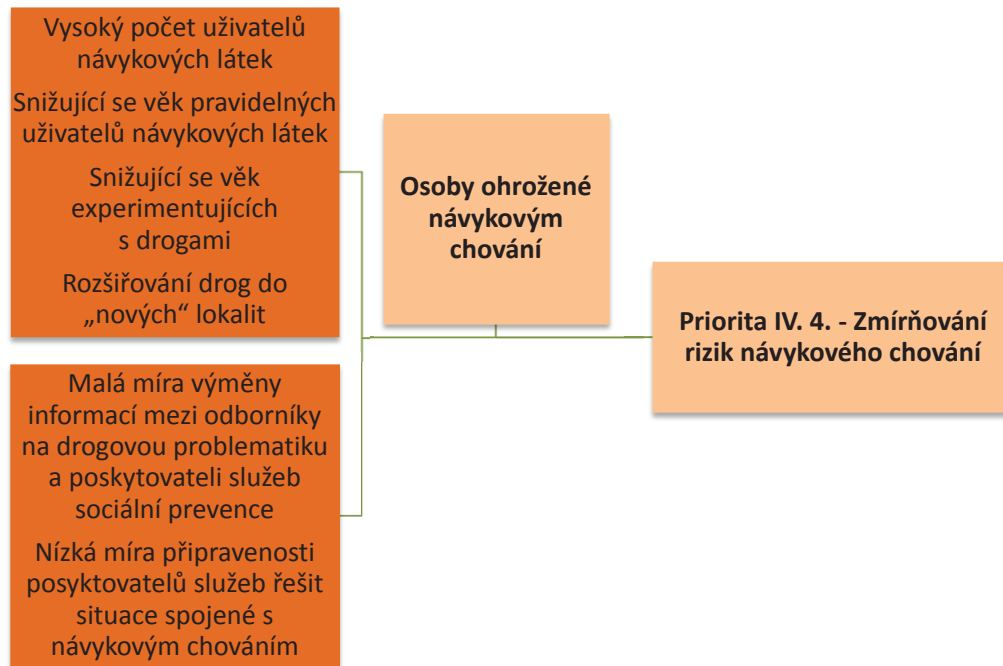 Vysoký počet uživatelů
návykových látek
Snižující se věk pravidelných
uživatelů návykových látek
Snižující se věk
experimentujících
s drogami
Rozšiřování drog do
„nových“ lokalit
Malá míra výměny
informací mezi odborníky
na drogovou problematiku
a poskytovateli služeb
sociální prevence
Nízká míra připravenosti
posyktovatelů služeb řešit
situace spojené s
návykovým chováním
Osoby ohrožené
návykovým
chování
Priorita IV. 4. - Zmírňování
rizik návykového chování